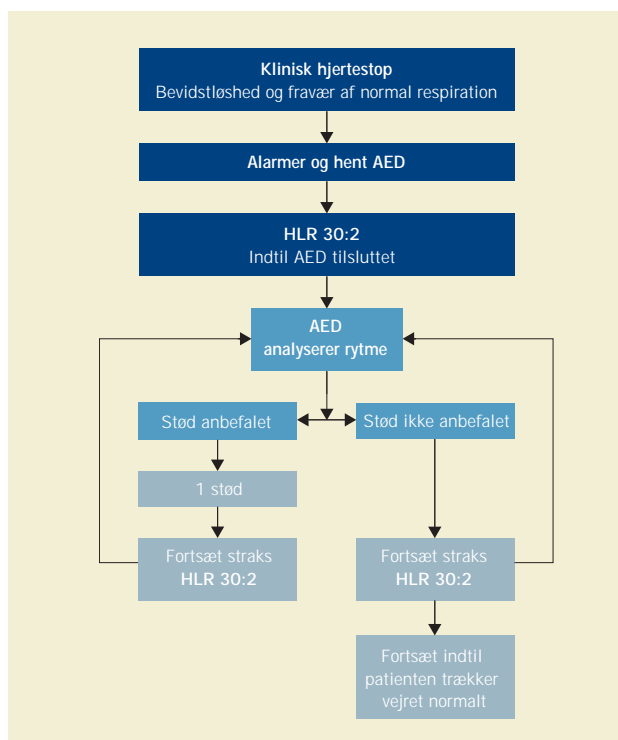 Klinisk hjertestop
Bevidstløshed og fravær af normal respiration
Alarmer og hent AED
HLR 30:2
Indtil AED tilsluttet
AED
analyserer rytme
Stød anbefalet
Stød ikke anbefalet
1 stød
Fortsæt straks
HLR 30:2
Fortsæt straks
HLR 30:2
Fortsæt indtil
patienten trækker
vejret normalt